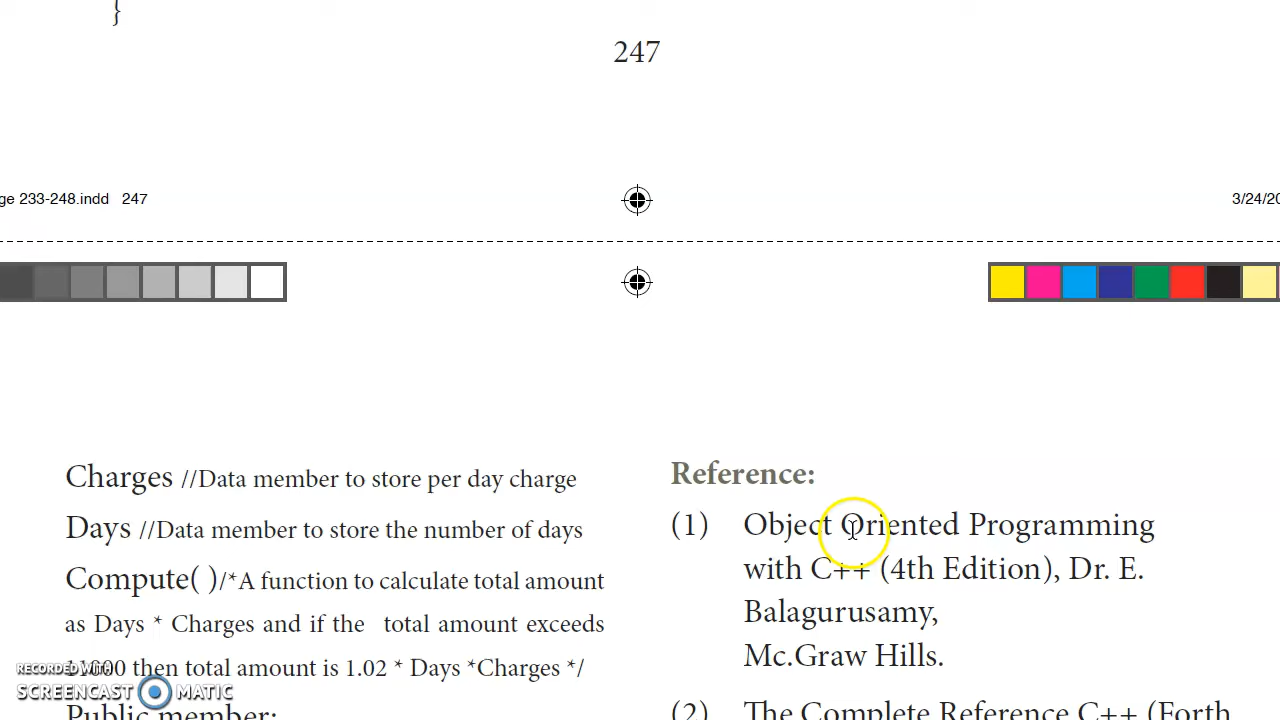 }
247
ge 233-248.indd 247
3/24/20
Charges //Data member to store per day charge
Days //Data member to store the number of days
Compute( )/*A function to calculate total amount
as Days * Charges and if the total amount exceeds
11000 then total amount is 1.02 * Days *Charges */
Public member:
Reference:
(1) Object Oriented Programming
with C++ (4th Edition), Dr. E.
Balagurusamy,
Mc.Graw Hills.
(2) The Complete Reference C++ (Forth
RECORDED WITH
SCREENCAST MATIC